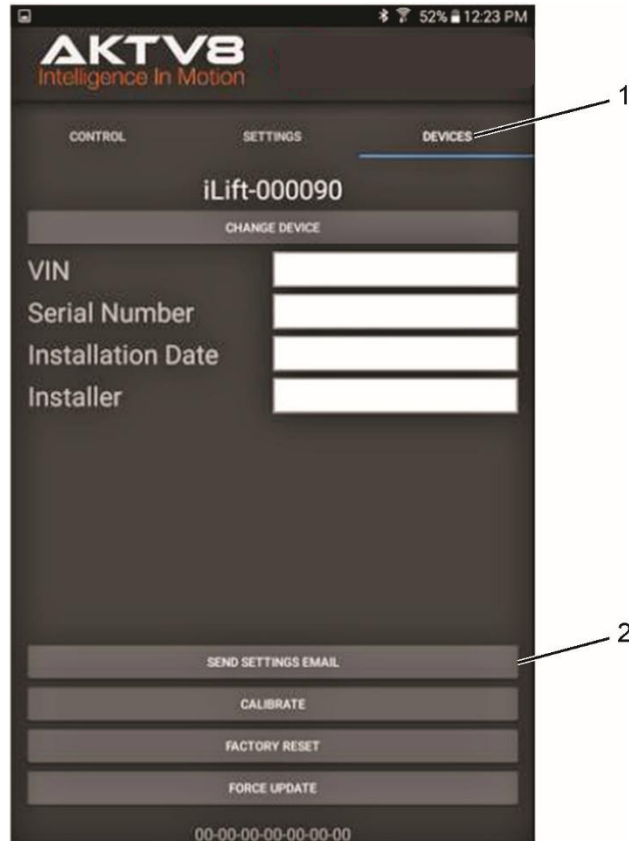 52% 12:23 PM
AKTV8
Intelligence In Motion
1
CONTROL SETTINGS DEVICES
iLift-000090
CHANGE DEVICE
VIN
Serial Number
Installation Date
Installer
2
SEND SETTINGS EMAIL
CALIBRATE
FACTORY RESET
FORCE UPDATE
00-00-00-00-00-00-00